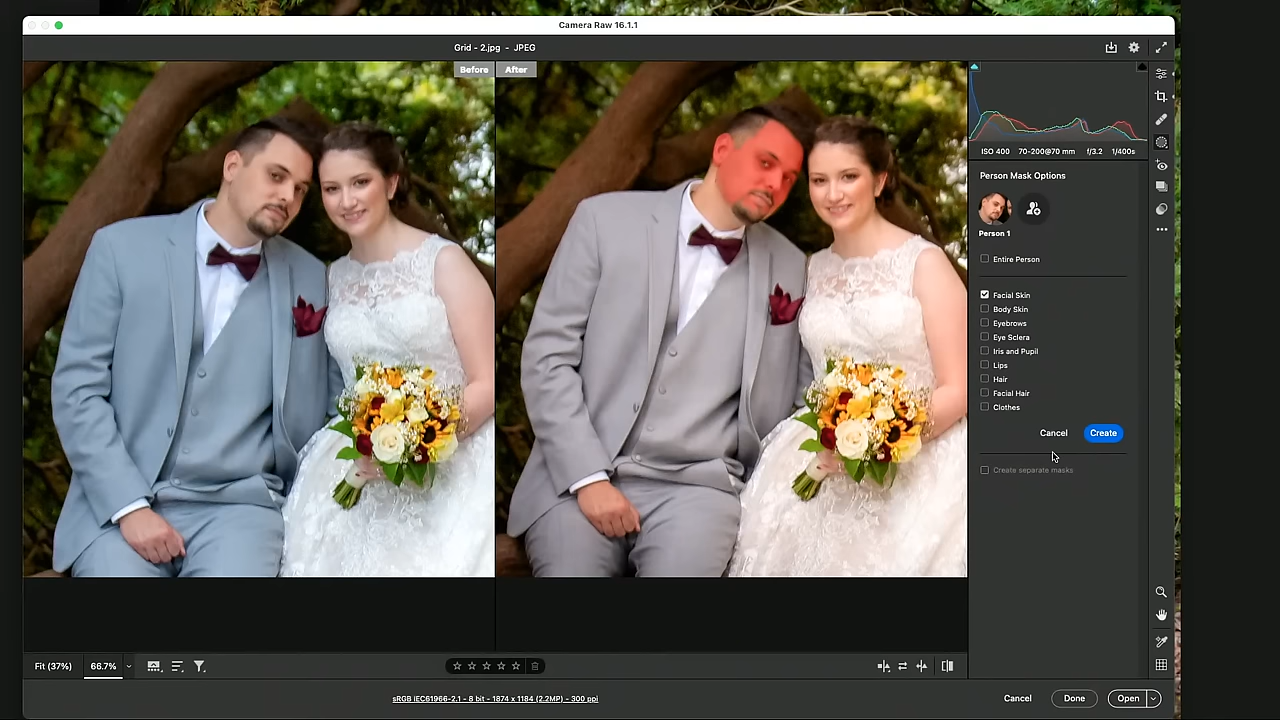 Camera Raw 16.1.1
Grid - 2.jpg - JPEG
Before
After
ISO 400 70-200@70 mm f/3.2 1/400s
Person Mask Options
Person 1
Entire Person
Facial Skin
Body Skin
Eyebrows
Eye Sclera
Iris and Pupil
Lips
Hair
Facial Hair
Clothes
Cancel Create
Create separate masks
Fit (37%) 66.7%
sRGB IEC61966-2.1 - 8 bit - 1874 x 1184 (2.2MP) - 300 ppi
Cancel Done Open